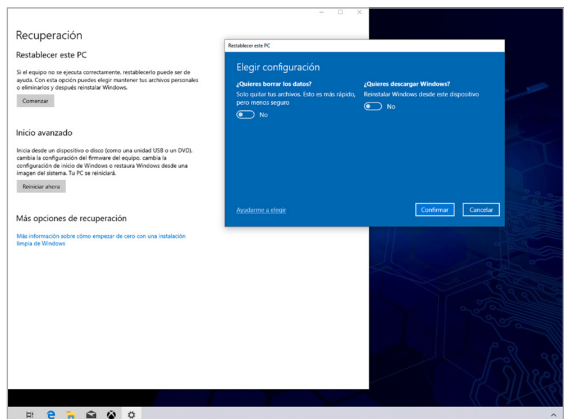 Recuperación
Restablecer este PC
Si el equipo no se ejecuta correctamente, restablecerlo puede ser de
ayuda. Con esta opción puedes elegir mantener tus archivos personales
o eliminarlos y después reinstalar Windows.
Comenzar
Inicio avanzado
Inicia desde un dispositivo o disco (como una unidad USB o un DVD),
cambia la configuración del firmware del equipo, cambia la
configuración de inicio de Windows o restaura Windows desde una
imagen del sistema. Tu PC se reiniciará.
Reiniciar ahora
Más opciones de recuperación
Más información sobre cómo empezar de cero con una instalación
limpia de Windows
Restablecer este PC
Elegir configuración
¿Quieres borrar los datos?
Solo quitar tus archivos. Esto es más rápido,
pero menos seguro
No
¿Quieres descargar Windows?
Reinstalar Windows desde este dispositivo
No
Ayudarme a elegir
Confirmar
Cancelar